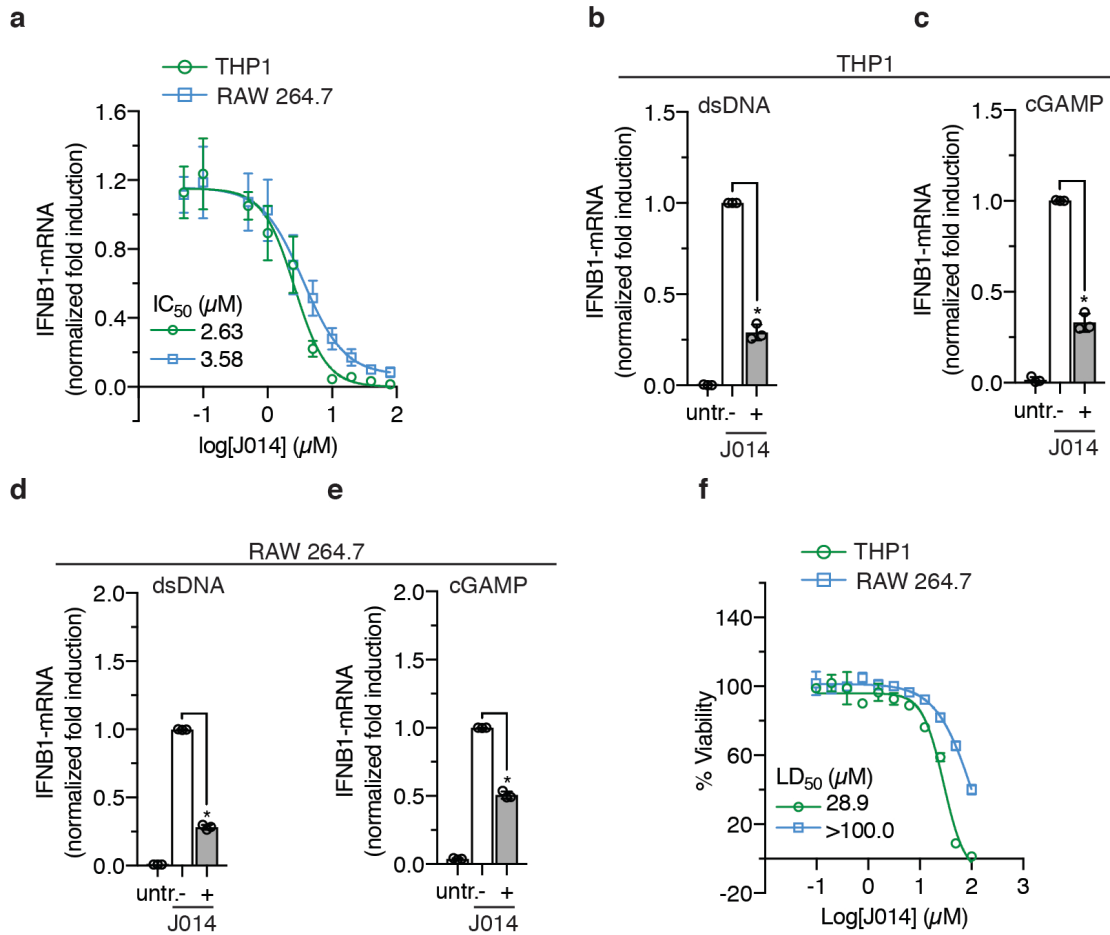 a
THP1
RAW 264.7
IFNB1-mRNA
(normalized fold induction)
1.6
1.2
0.8
0.4
0.0
IC50 (µM)
2.63
3.58
-1 0 1 2
log[J014] (µM)
b
c
THP1
dsDNA
IFNB1-mRNA
(normalized fold induction)
1.5
1.0
0.5
0.0
*
untr. - +
J014
cGAMP
IFNB1-mRNA
(normalized fold induction)
1.5
1.0
0.5
0.0
*
untr. - +
J014
d
e
RAW 264.7
dsDNA
IFNB1-mRNA
(normalized fold induction)
2.0
1.5
1.0
0.5
0.0
*
untr. - +
J014
cGAMP
IFNB1-mRNA
(normalized fold induction)
2.0
1.5
1.0
0.5
0.0
*
untr. - +
J014
f
THP1
RAW 264.7
% Viability
140
100
60
20
-20
LD50 (µM)
28.9
>100.0
-1 0 1 2 3
Log[J014] (µM)